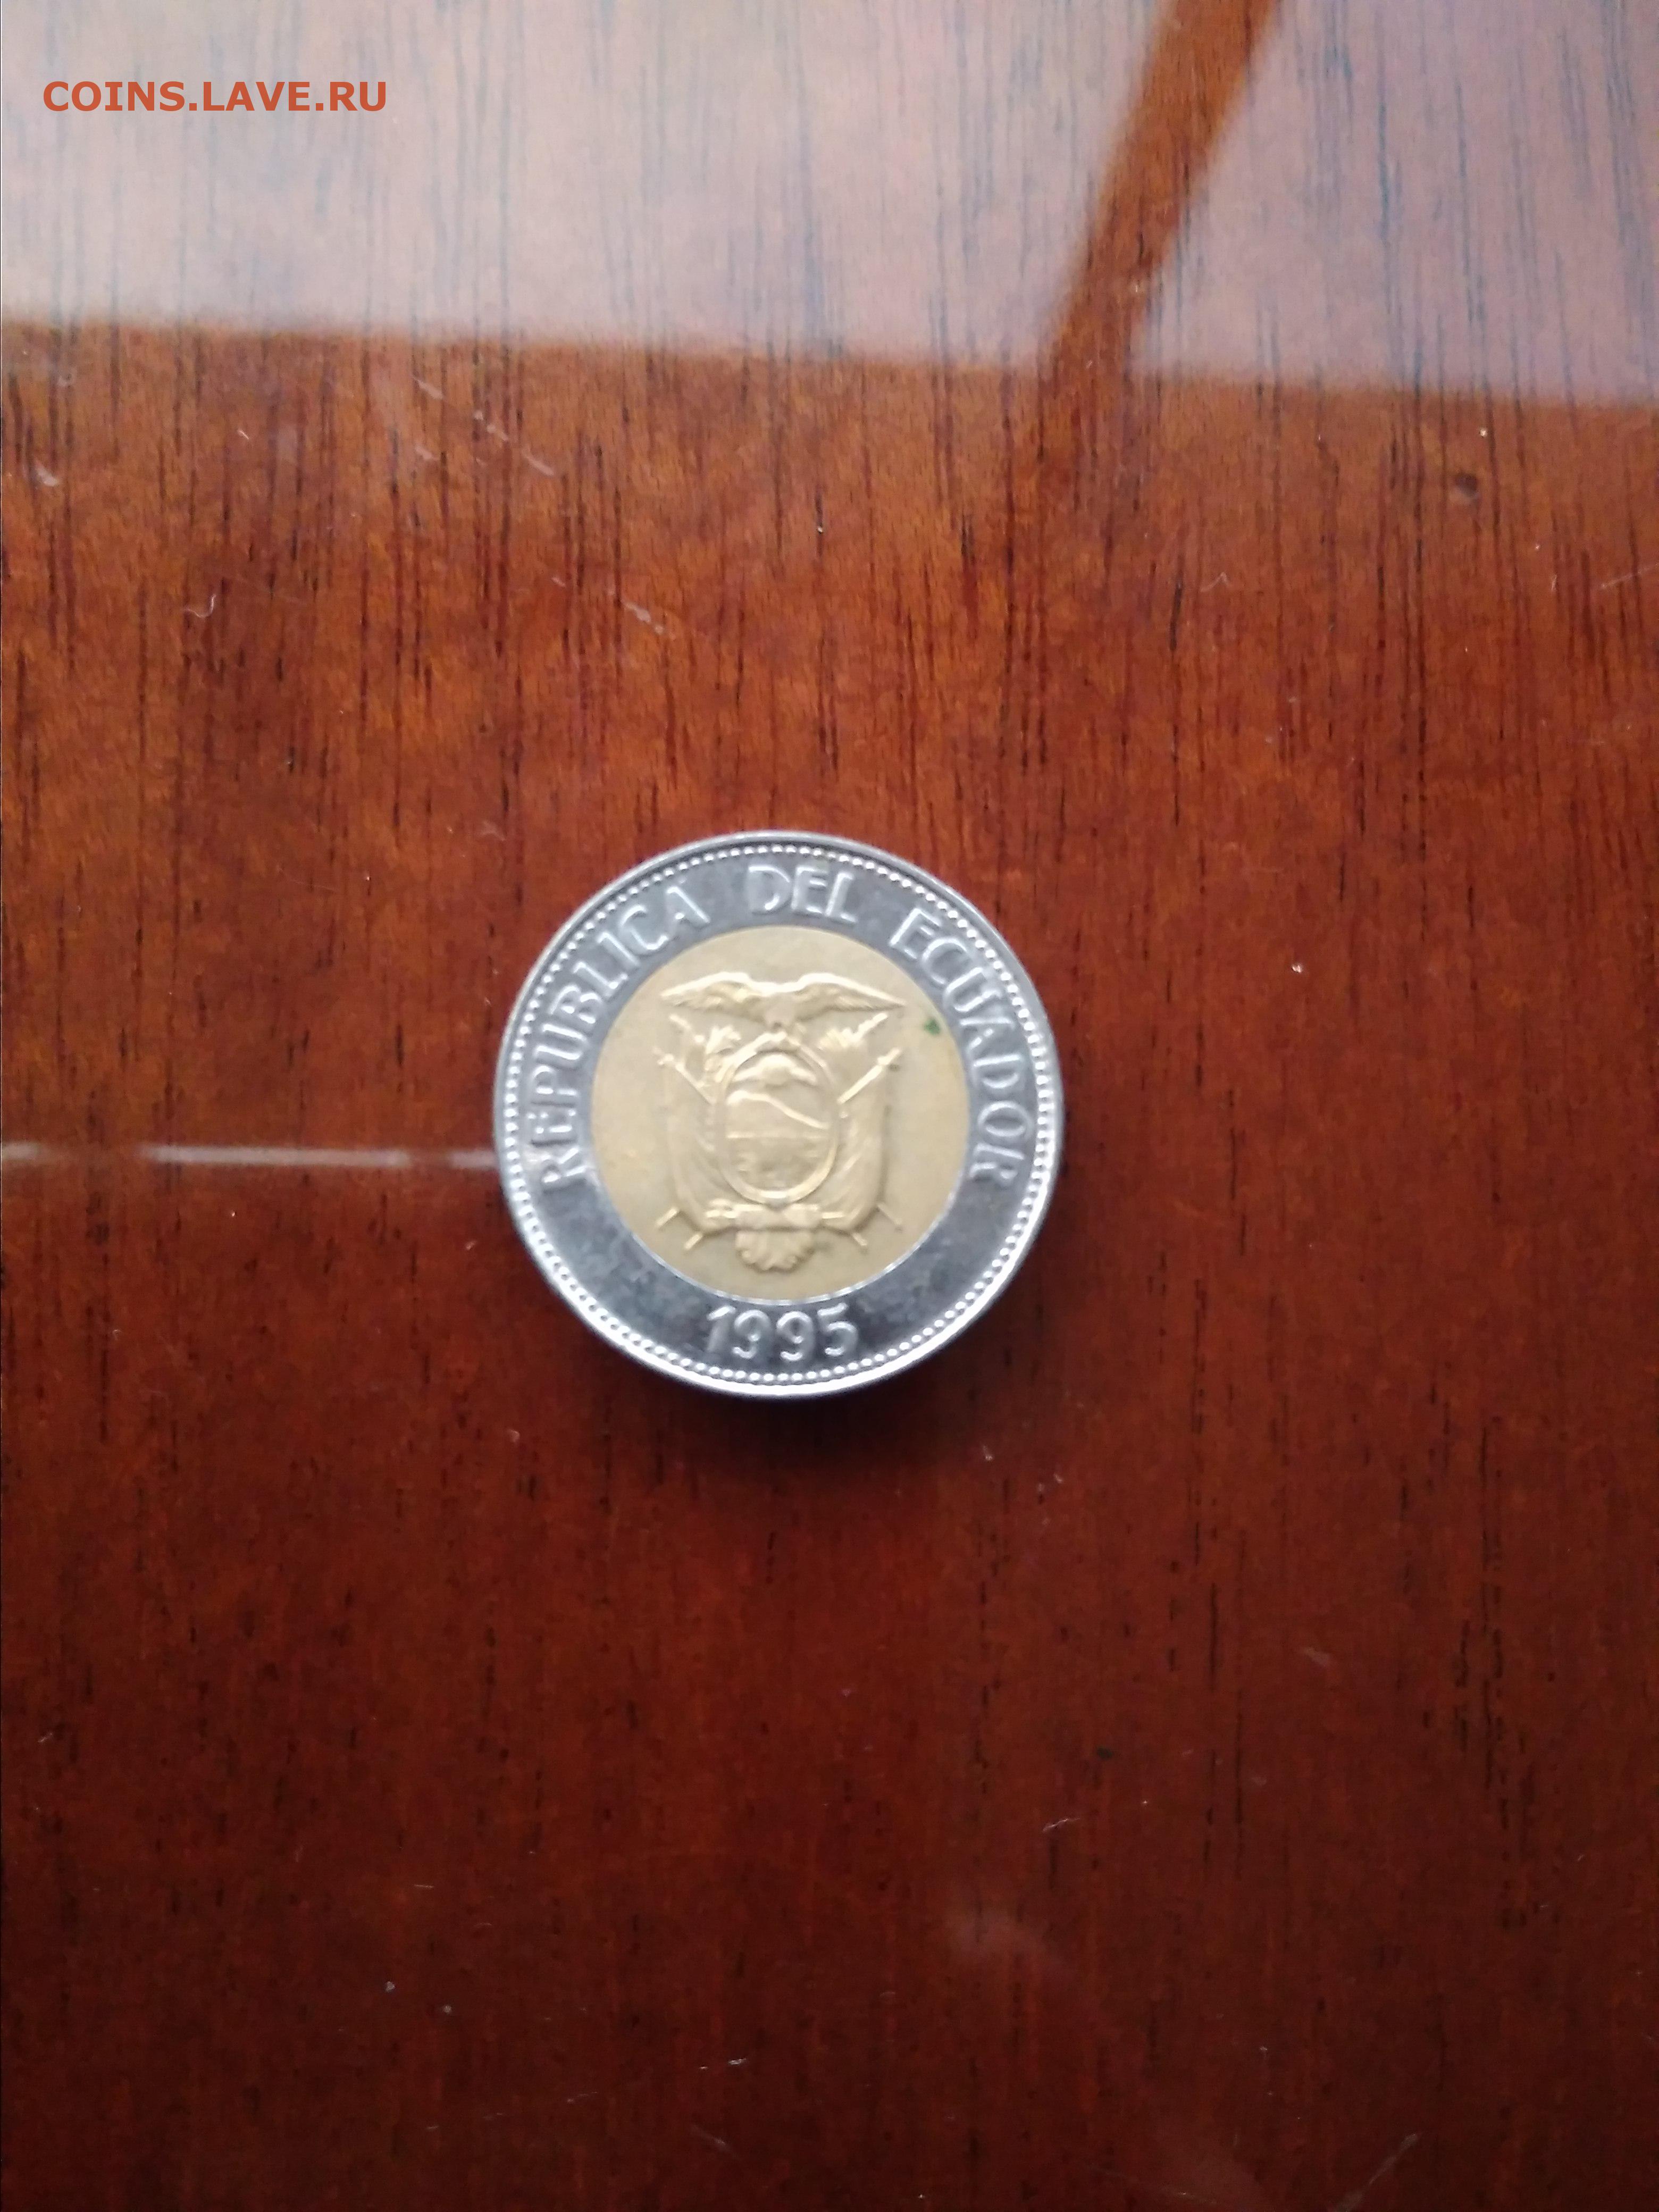 COINS.LAVE.RU
REPUBLICA DEL ECUADOR
1995